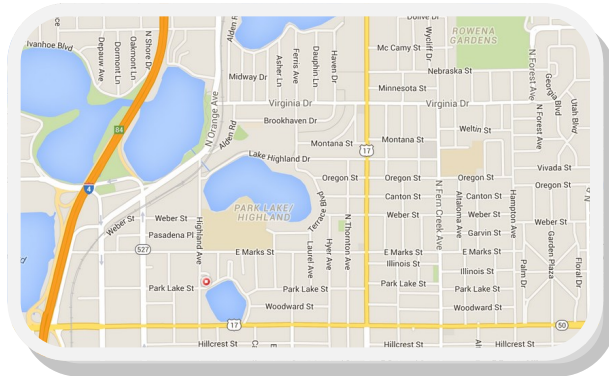 Ivanhoe Blvd
Depauw Ave
Dormont Ln
Oakmont Ln
N Shore Dr
Asher Ln
Ferris Ave
Dauphin Ln
Haven Dr
Mc Camy St
Wycliff Dr
ROWENA
GARDENS
N Forest Ave
Nebraska St
Midway Dr
Minnesota St
Georgia Blvd
Utah Blvd
Virginia Dr
Virginia Dr
N Orange Ave
Alden Rd
Brookhaven Dr
Weltin St
N Forest Ave
84
Montana St
Montana St
17
Lake Highland Dr
Vivada St
Oregon St
Oregon St
Oregon St
Oregon St
4
Canton St
Canton St
PARK LAKE/
HIGHLAND
Terrace Blvd
N Thornton Ave
N Fern Creek Ave
Altaloma Ave
Hampton Ave
Weber St
Weber St
Weber St
Weber St
Weber St
Pasadena Pl
Highland Ave
Garvin St
Garden Plaza
527
E Marks St
E Marks St
E Marks St
Laurel Ave
Hyer Ave
Illinois St
Illinois St
Palm Dr
Floral Dr
Park Lake St
Park Lake St
Park Lake St
Park Lake St
Woodward St
Woodward St
17
50
Hillcrest St
Hillcrest St
Hillcrest St